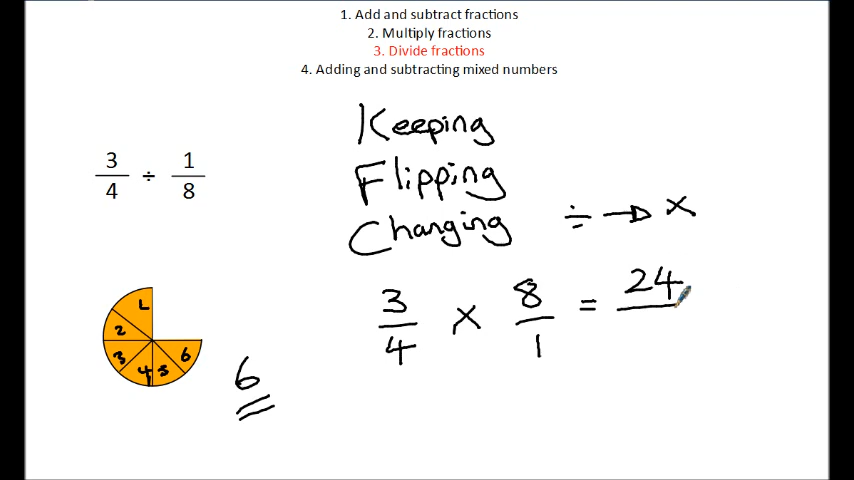 1. Add and subtract fractions
2. Multiply fractions
3. Divide fractions
4. Adding and subtracting mixed numbers
Keeping
Flipping
Changing ÷ → ×
3/4 ÷ 1/8
3/4 × 8/1 = 24/
1
2
3
4
5
6
6